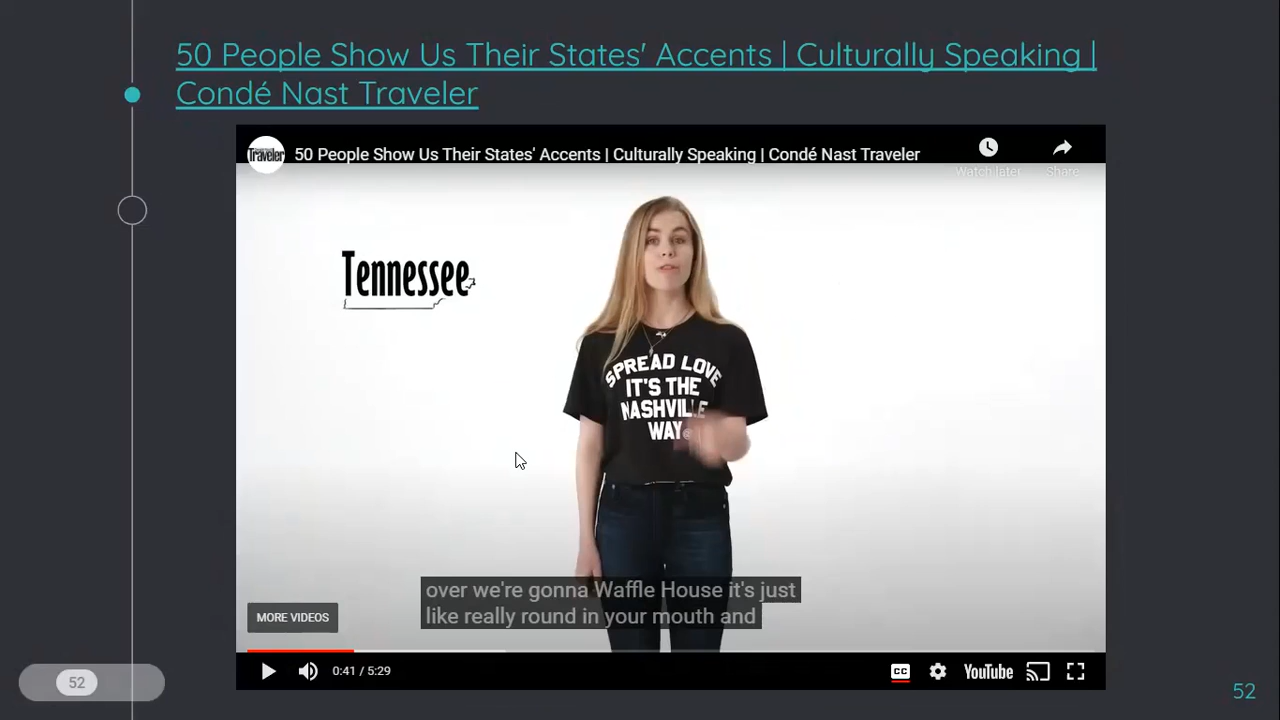 50 People Show Us Their States' Accents | Culturally Speaking |
Condé Nast Traveler
Traveler
50 People Show Us Their States' Accents | Culturally Speaking | Condé Nast Traveler
Watch later
Share
Tennessee
SPREAD LOVE
IT'S THE
NASHVILLE
WAY
over we're gonna Waffle House it's just
like really round in your mouth and
MORE VIDEOS
0:41 / 5:29
CC
YouTube
52
52